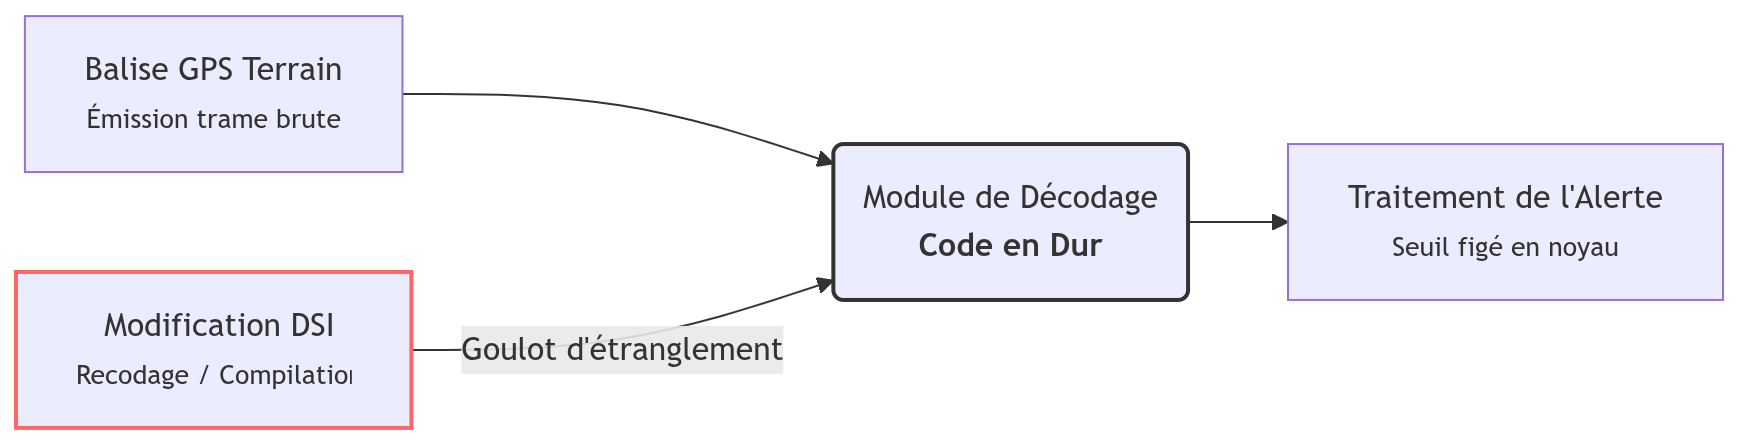 Balise GPS Terrain
Émission trame brute
Modification DSI
Recodage / Compilation
Goulot d'étranglement
Module de Décodage
Code en Dur
Traitement de l'Alerte
Seuil figé en noyau